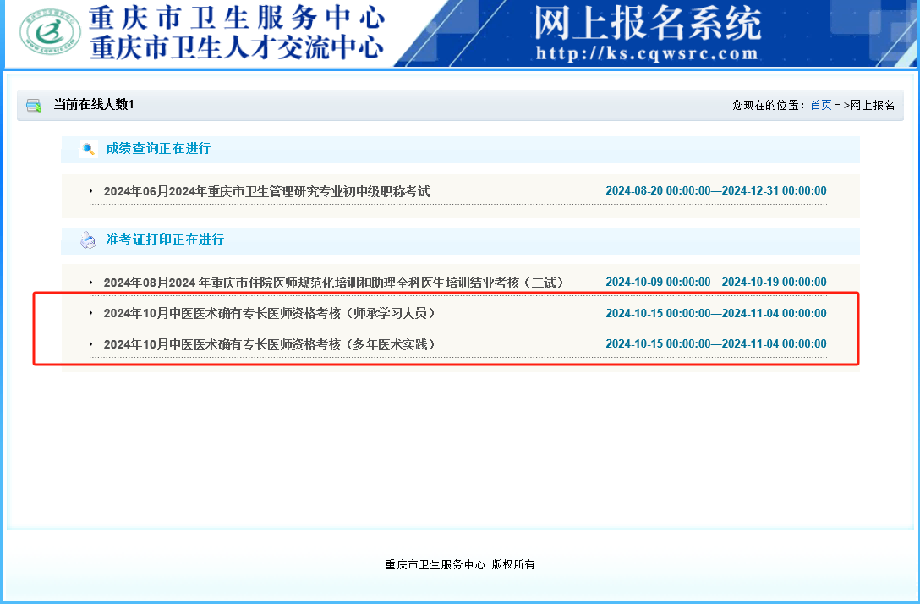 重庆市卫生服务中心
重庆市卫生人才交流中心
网上报名系统
http://ks.cqwsrc.com
当前在线人数1
您现在的位置：首页->网上报名
成绩查询正在进行
2024年06月2024年重庆市卫生管理研究专业初中级职称考试 2024-08-20 00:00:00—2024-12-31 00:00:00
准考证打印正在进行
2024年08月2024 年重庆市住院医师规范化培训和助理全科医生培训结业考核（二试） 2024-10-09 00:00:00 2024-10-19 00:00:00
2024年10月中医医术确有专长医师资格考核（师承学习人员） 2024-10-15 00:00:00—2024-11-04 00:00:00
2024年10月中医医术确有专长医师资格考核（多年医术实践） 2024-10-15 00:00:00—2024-11-04 00:00:00
重庆市卫生服务中心 版权所有